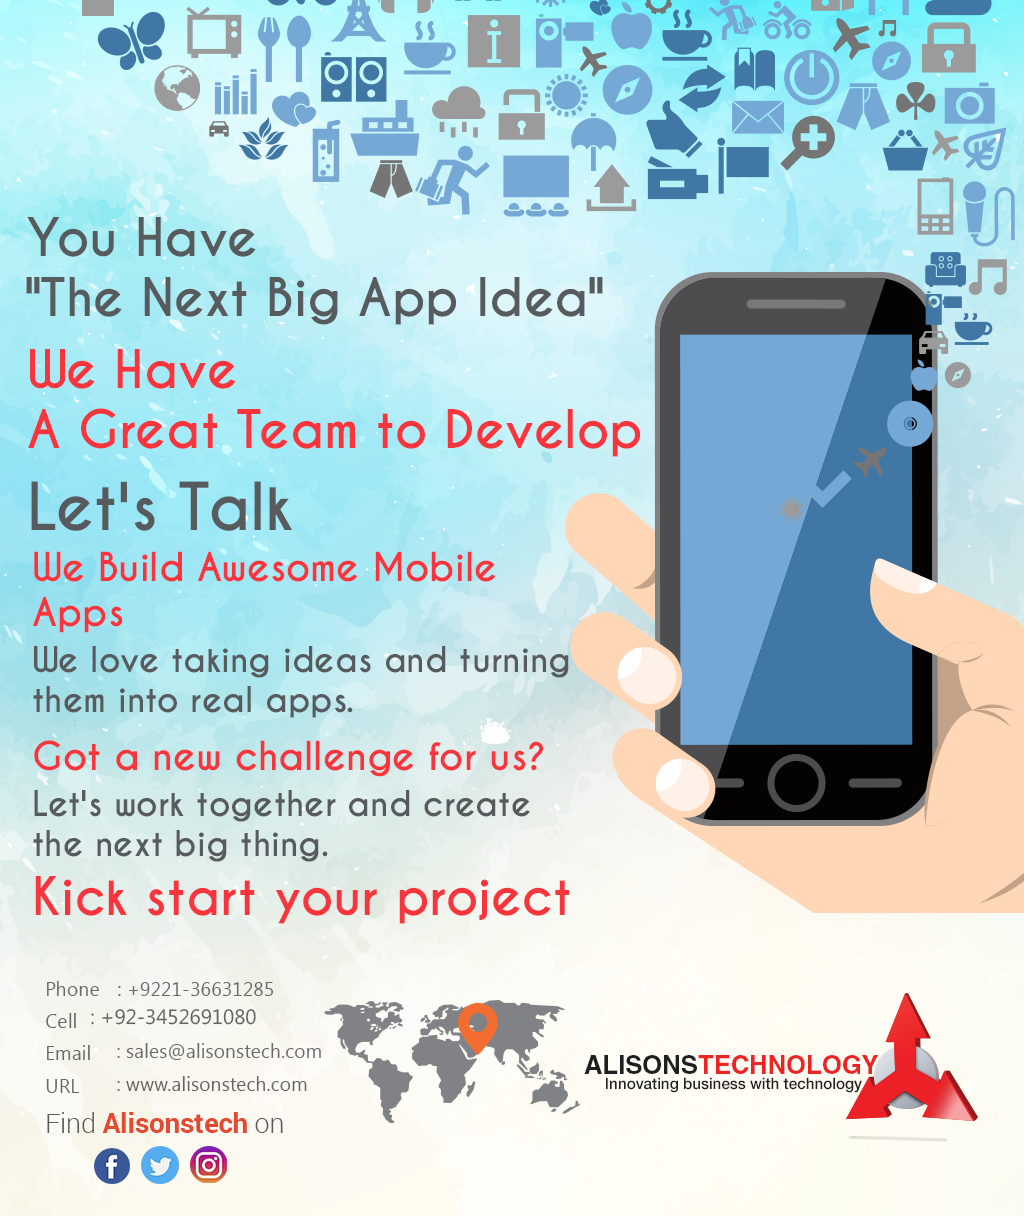 You Have
"The Next Big App Idea"
We Have
A Great Team to Develop
Let's Talk
We Build Awesome Mobile
Apps
We love taking ideas and turning
them into real apps.
Got a new challenge for us?
Let's work together and create
the next big thing.
Kick start your project
Phone : +9221-36631285
Cell : +92-3452691080
Email : sales@alisonstech.com
URL : www.alisonstech.com
Find Alisonstech on
ALISONSTECHNOLOGY
Innovating business with technology